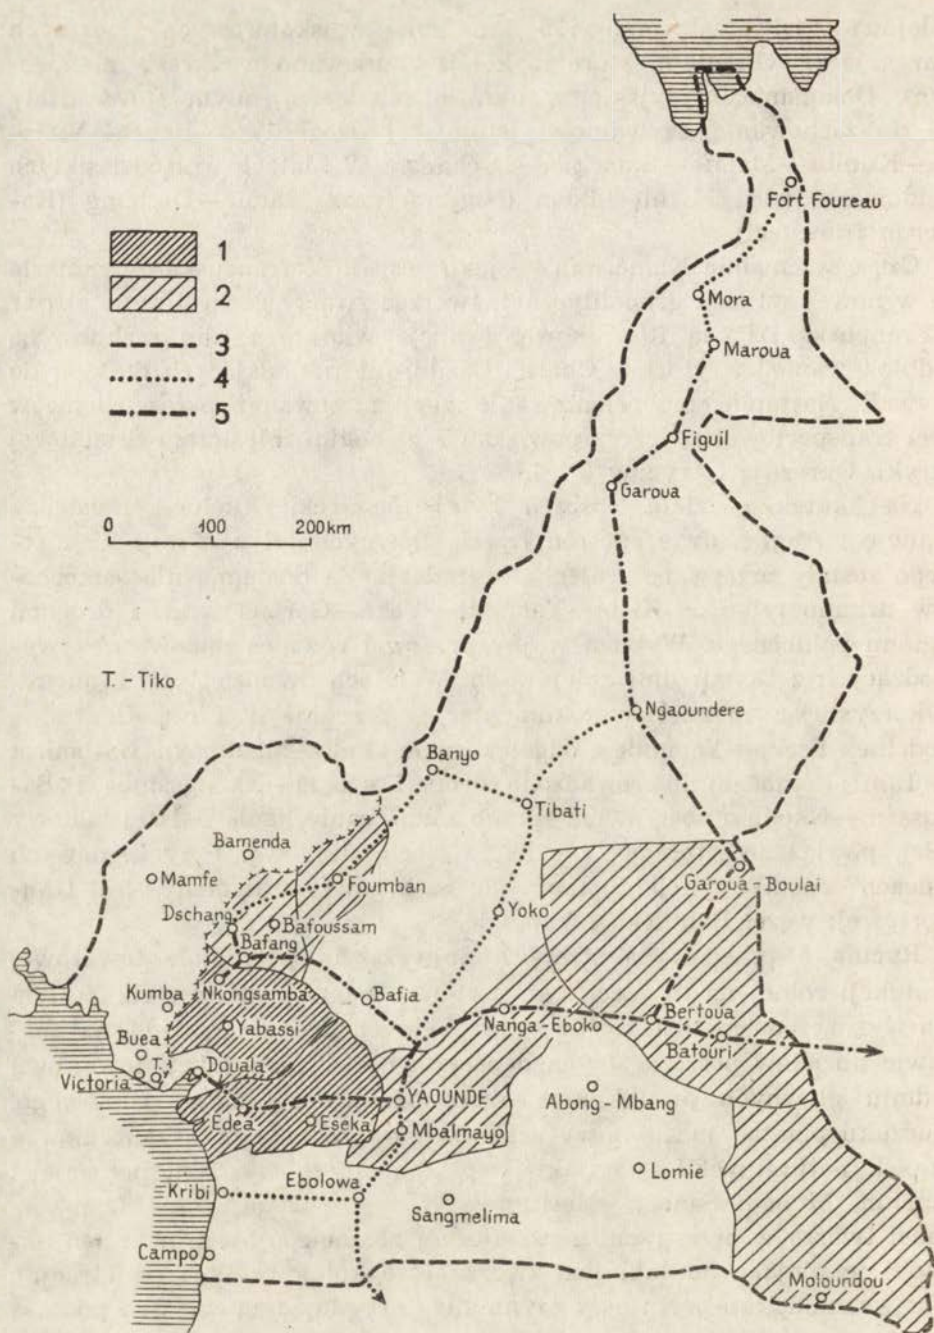 Fort Foureau
1
2
Mora
3
Maroua
4
5
Figuil
Garoua
0 100 200 km
T. - Tiko
Ngaoundere
Banyo
Tibati
Bamenda
Mamfe
Foumban
Garoua - Boulai
Dschang
Yoko
Bafoussam
Bafang
Nkongsamba
Bafia
Kumba
Nanga - Eboko
Bertoua
Yabassi
Batouri
Buea
Douala
T.
Victoria
YAOUNDE
Abong - Mbang
Edea
Eseka
Mbalmayo
Lomie
Kribi
Ebolowa
Sangmelima
Campo
Moloundou